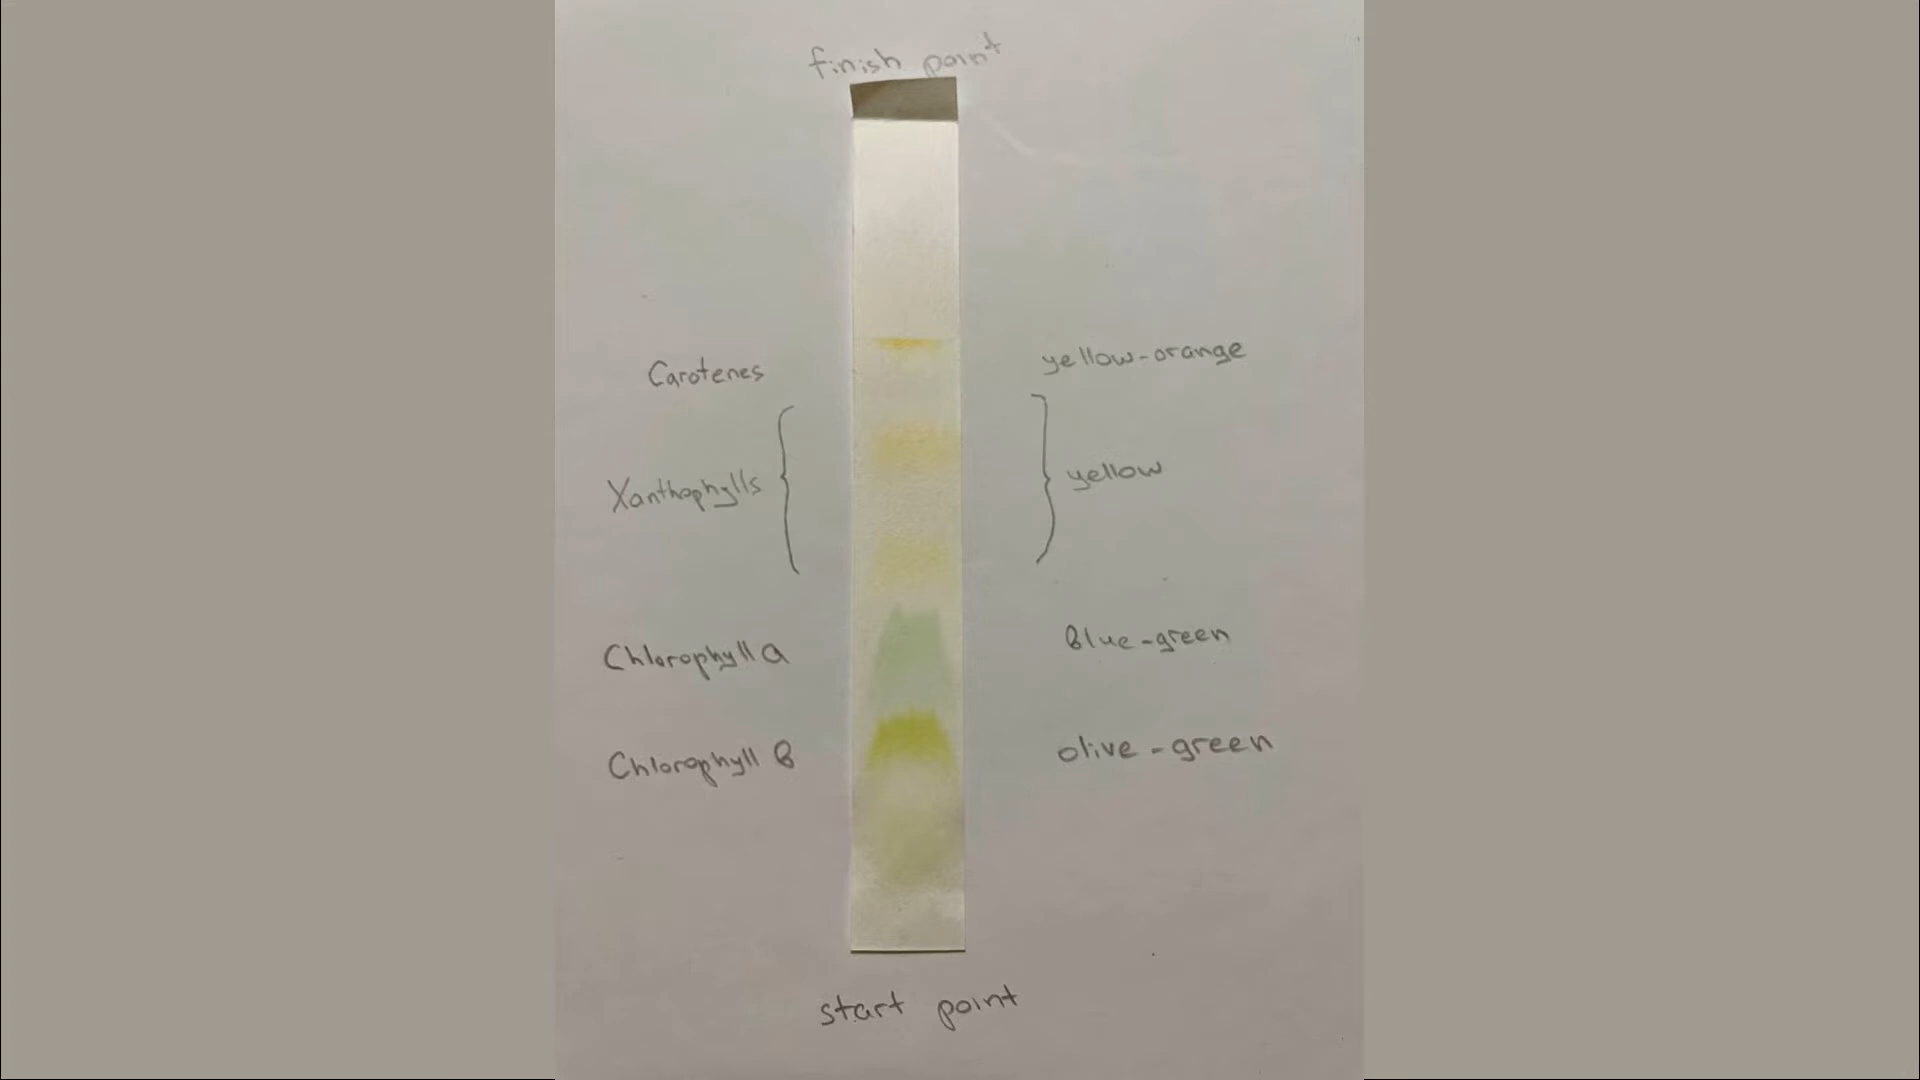 finish point
Carotenes
yellow-orange
Xanthophylls
yellow
Chlorophyll a
Blue-green
Chlorophyll B
olive-green
start point